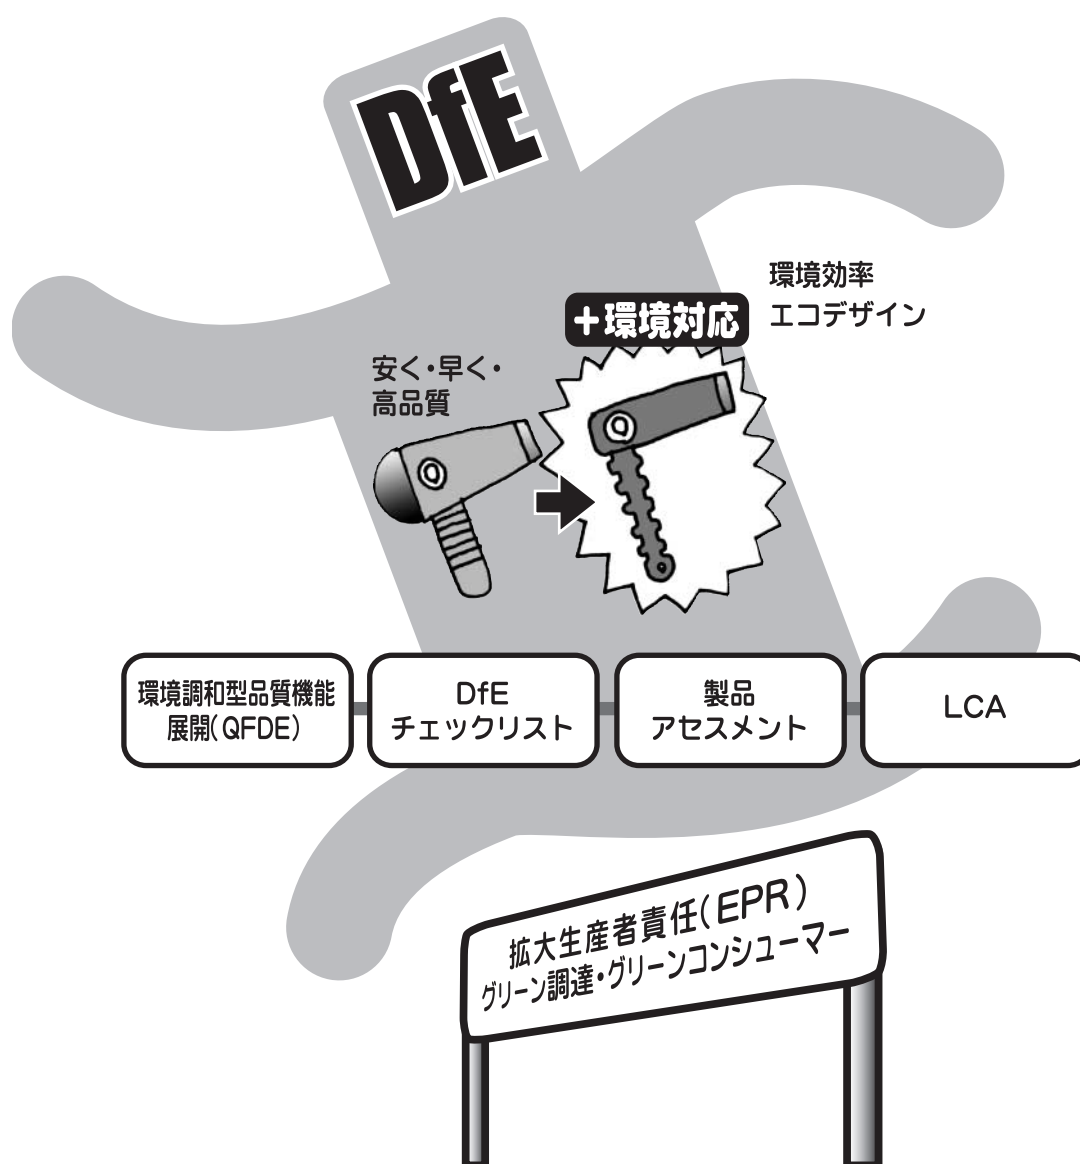 DfE
環境効率
エコデザイン
+環境対応
安く・早く・
高品質
環境調和型品質機能
展開(QFDE)
DfE
チェックリスト
製品
アセスメント
LCA
拡大生産者責任(EPR)
グリーン調達・グリーンコンシューマー